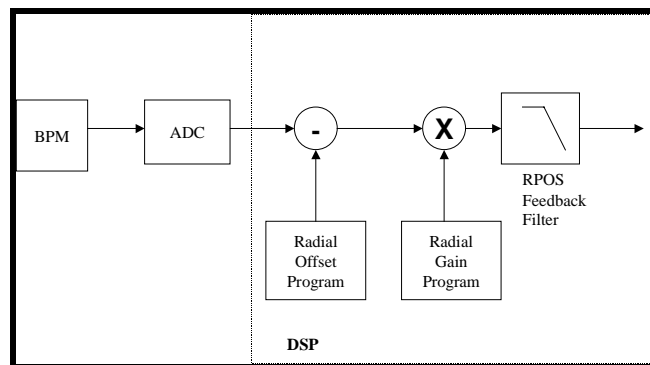 BPM
ADC
-
X
RPOS
Feedback
Filter
Radial
Offset
Program
Radial
Gain
Program
DSP